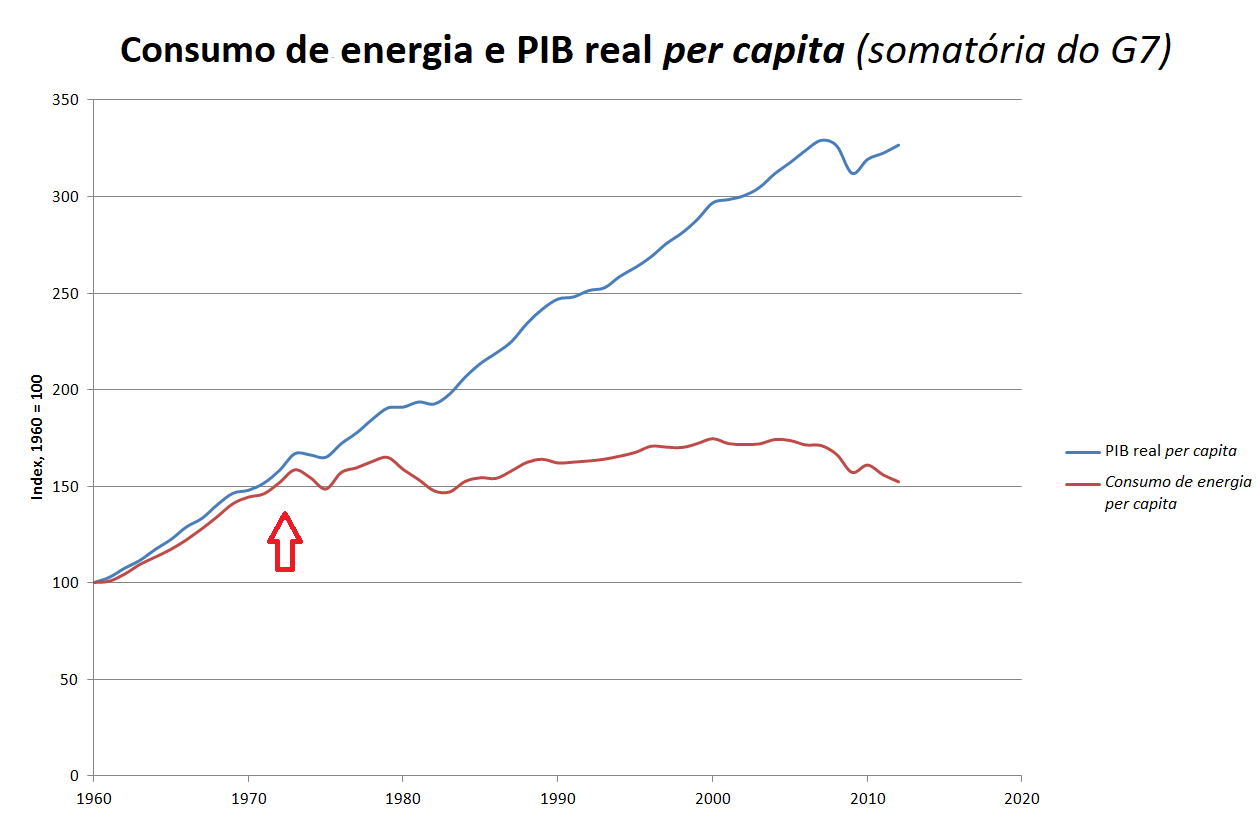 Consumo de energia e PIB real per capita (somatória do G7)
350
300
250
200
150
100
50
0
Index, 1960 = 100
1960 1970 1980 1990 2000 2010 2020
PIB real per capita
Consumo de energia
per capita